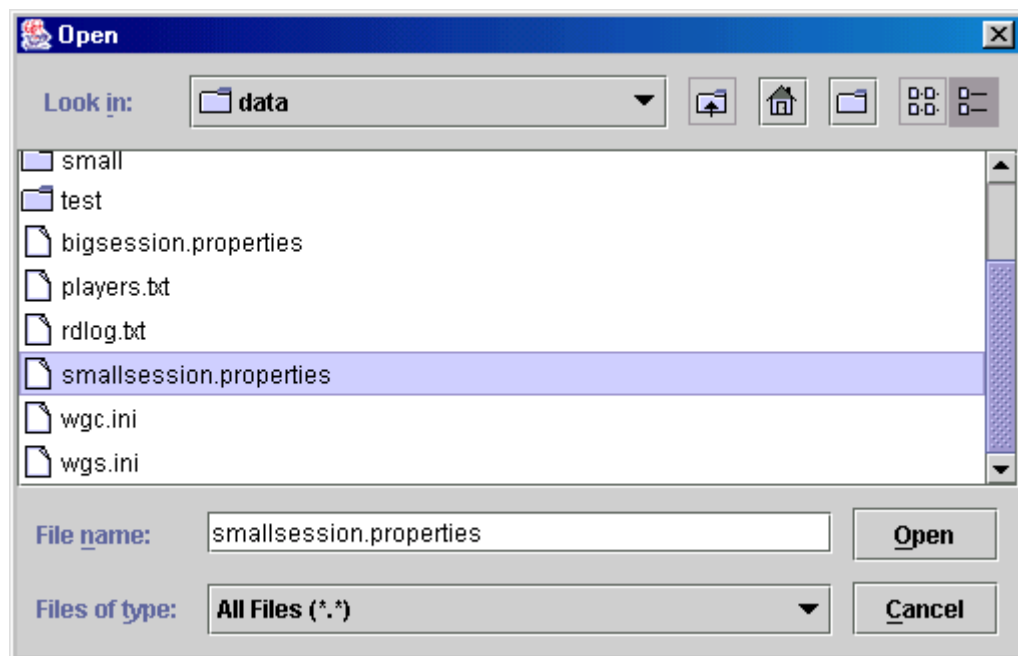 Open
Look in: data
small
test
bigsession.properties
players.txt
rdlog.txt
smallsession.properties
wgc.ini
wgs.ini
File name: smallsession.properties Open
Files of type: All Files (*.*) Cancel